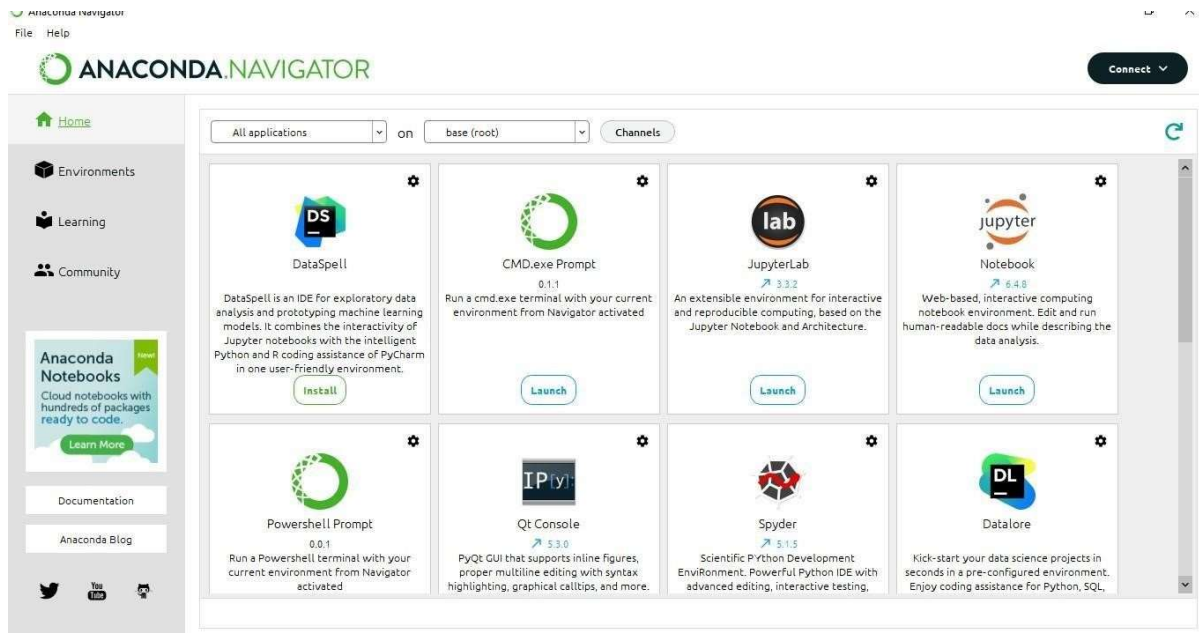 Anaconda Navigator
File Help
ANACONDA.NAVIGATOR
Connect
Home
Environments
Learning
Community
Anaconda
Notebooks
New!
Cloud notebooks with
hundreds of packages
ready to code.
Learn More
Documentation
Anaconda Blog
You
Tube
All applications on base (root) Channels
DS
DataSpell
DataSpell is an IDE for exploratory data
analysis and prototyping machine learning
models. It combines the interactivity of
Jupyter notebooks with the intelligent
Python and R coding assistance of PyCharm
in one user-friendly environment.
Install
CMD.exe Prompt
0.1.1
Run a cmd.exe terminal with your current
environment from Navigator activated
Launch
lab
JupyterLab
3.3.2
An extensible environment for interactive
and reproducible computing, based on the
Jupyter Notebook and Architecture.
Launch
jupyter
Notebook
6.4.8
Web-based, interactive computing
notebook environment. Edit and run
human-readable docs while describing the
data analysis.
Launch
Powershell Prompt
0.0.1
Run a Powershell terminal with your
current environment from Navigator
activated
IP[y]:
Qt Console
5.3.0
PyQt GUI that supports inline figures,
proper multiline editing with syntax
highlighting, graphical calltips, and more.
Spyder
5.1.5
Scientific PYthon Development
EnviRonment. Powerful Python IDE with
advanced editing, interactive testing,
DL
Datalore
Kick-start your data science projects in
seconds in a pre-configured environment.
Enjoy coding assistance for Python, SQL,